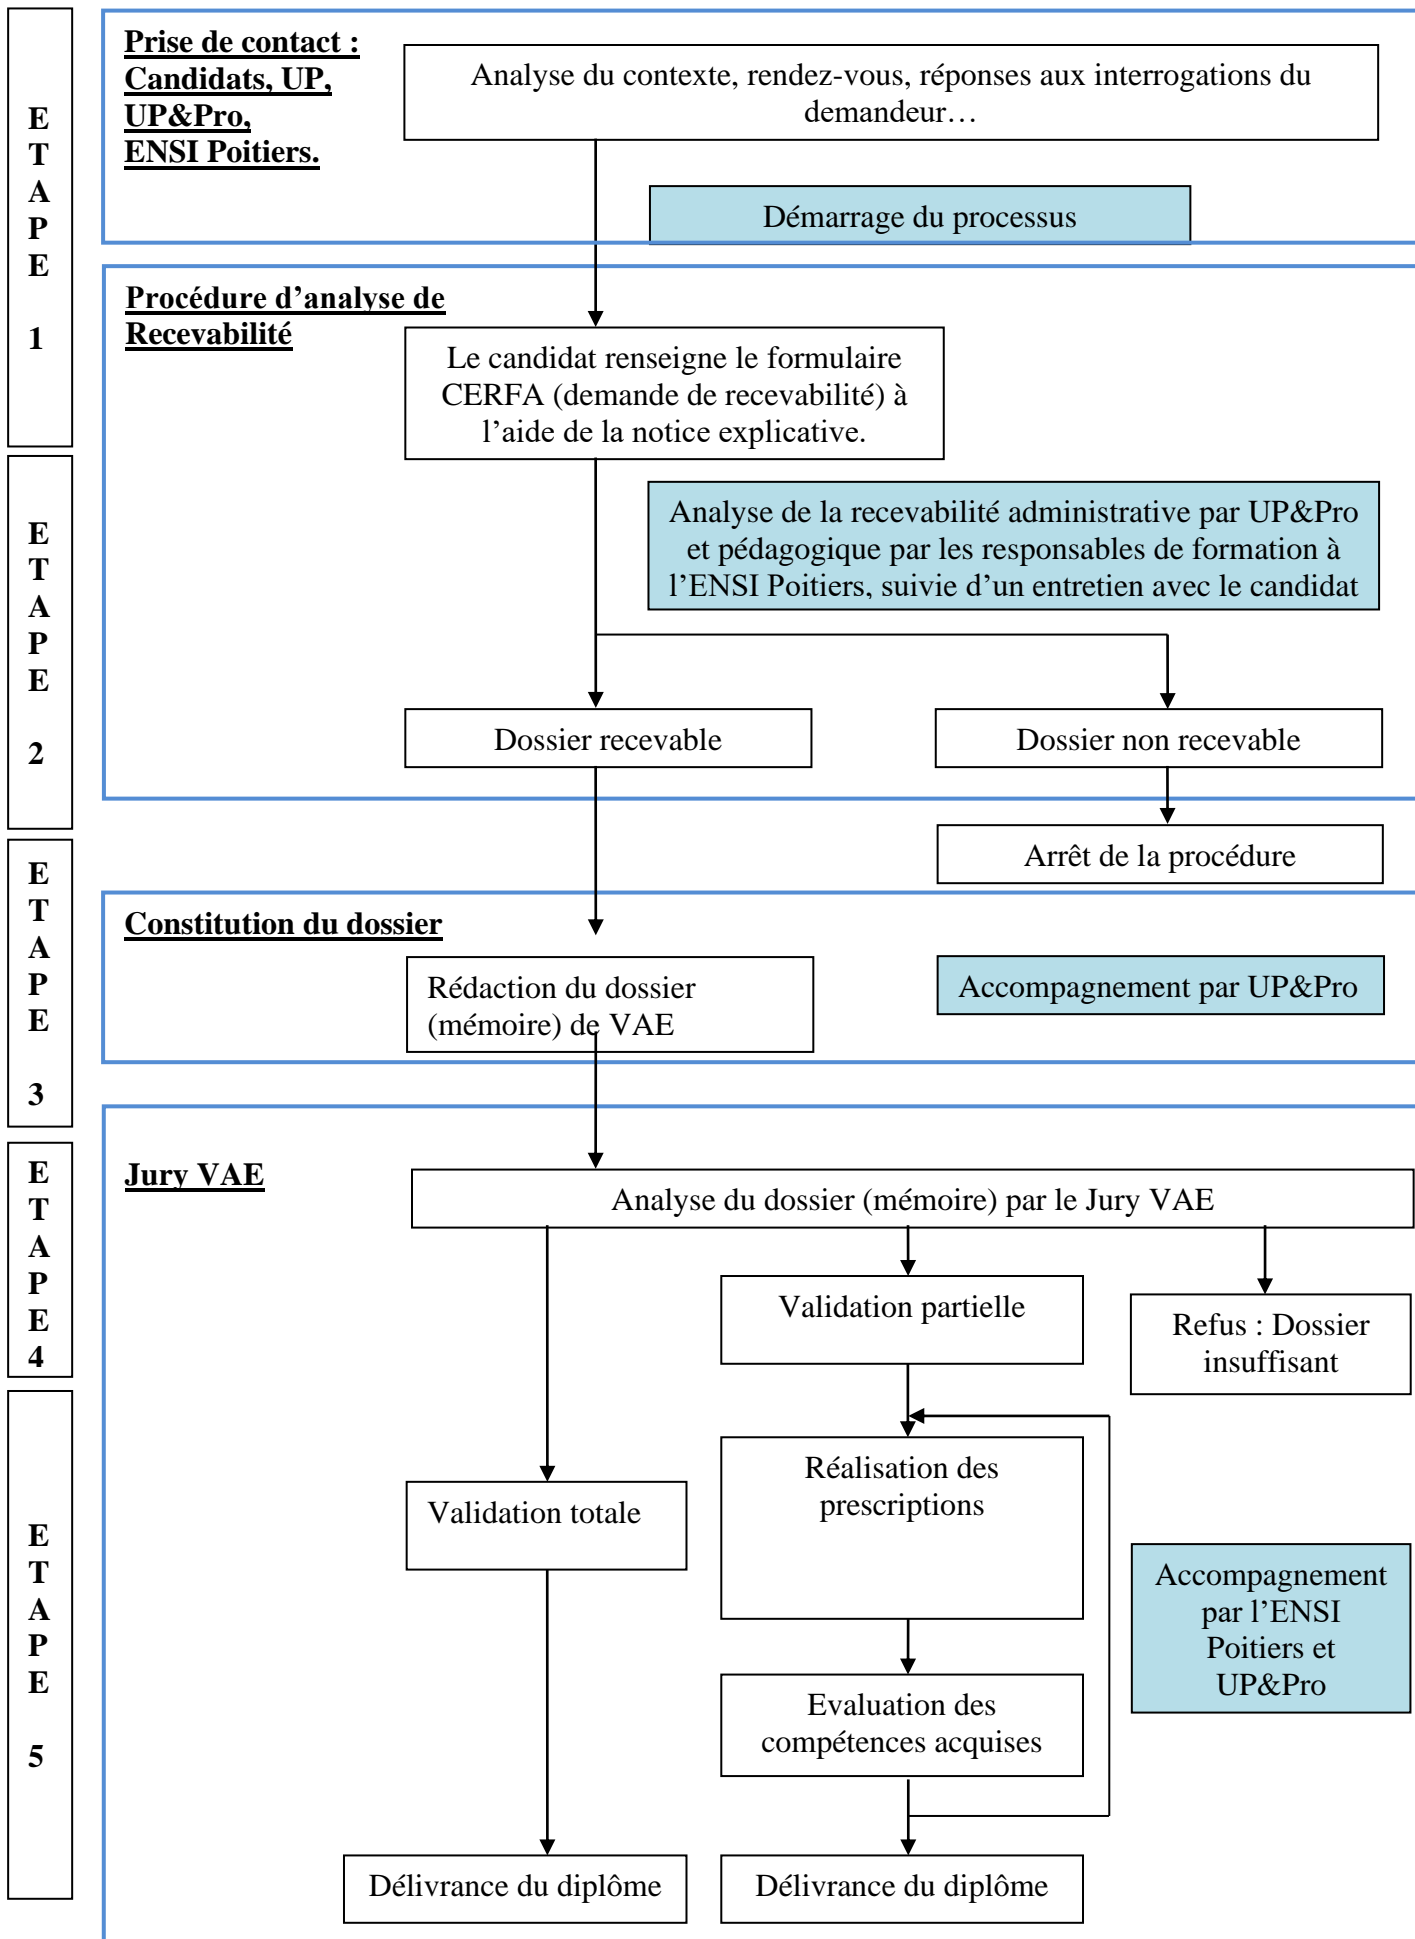 E
T
A
P
E
1
Prise de contact :
Candidats, UP,
UP&Pro,
ENSI Poitiers.
Analyse du contexte, rendez-vous, réponses aux interrogations du
demandeur…
Démarrage du processus
Procédure d’analyse de
Recevabilité
Le candidat renseigne le formulaire
CERFA (demande de recevabilité) à
l’aide de la notice explicative.
E
T
A
P
E
2
Analyse de la recevabilité administrative par UP&Pro
et pédagogique par les responsables de formation à
l’ENSI Poitiers, suivie d’un entretien avec le candidat
Dossier recevable
Dossier non recevable
Arrêt de la procédure
E
T
A
P
E
3
Constitution du dossier
Rédaction du dossier
(mémoire) de VAE
Accompagnement par UP&Pro
E
T
A
P
E
4
Jury VAE
Analyse du dossier (mémoire) par le Jury VAE
Validation partielle
Refus : Dossier
insuffisant
E
T
A
P
E
5
Réalisation des
prescriptions
Validation totale
Accompagnement
par l’ENSI
Poitiers et
UP&Pro
Evaluation des
compétences acquises
Délivrance du diplôme
Délivrance du diplôme